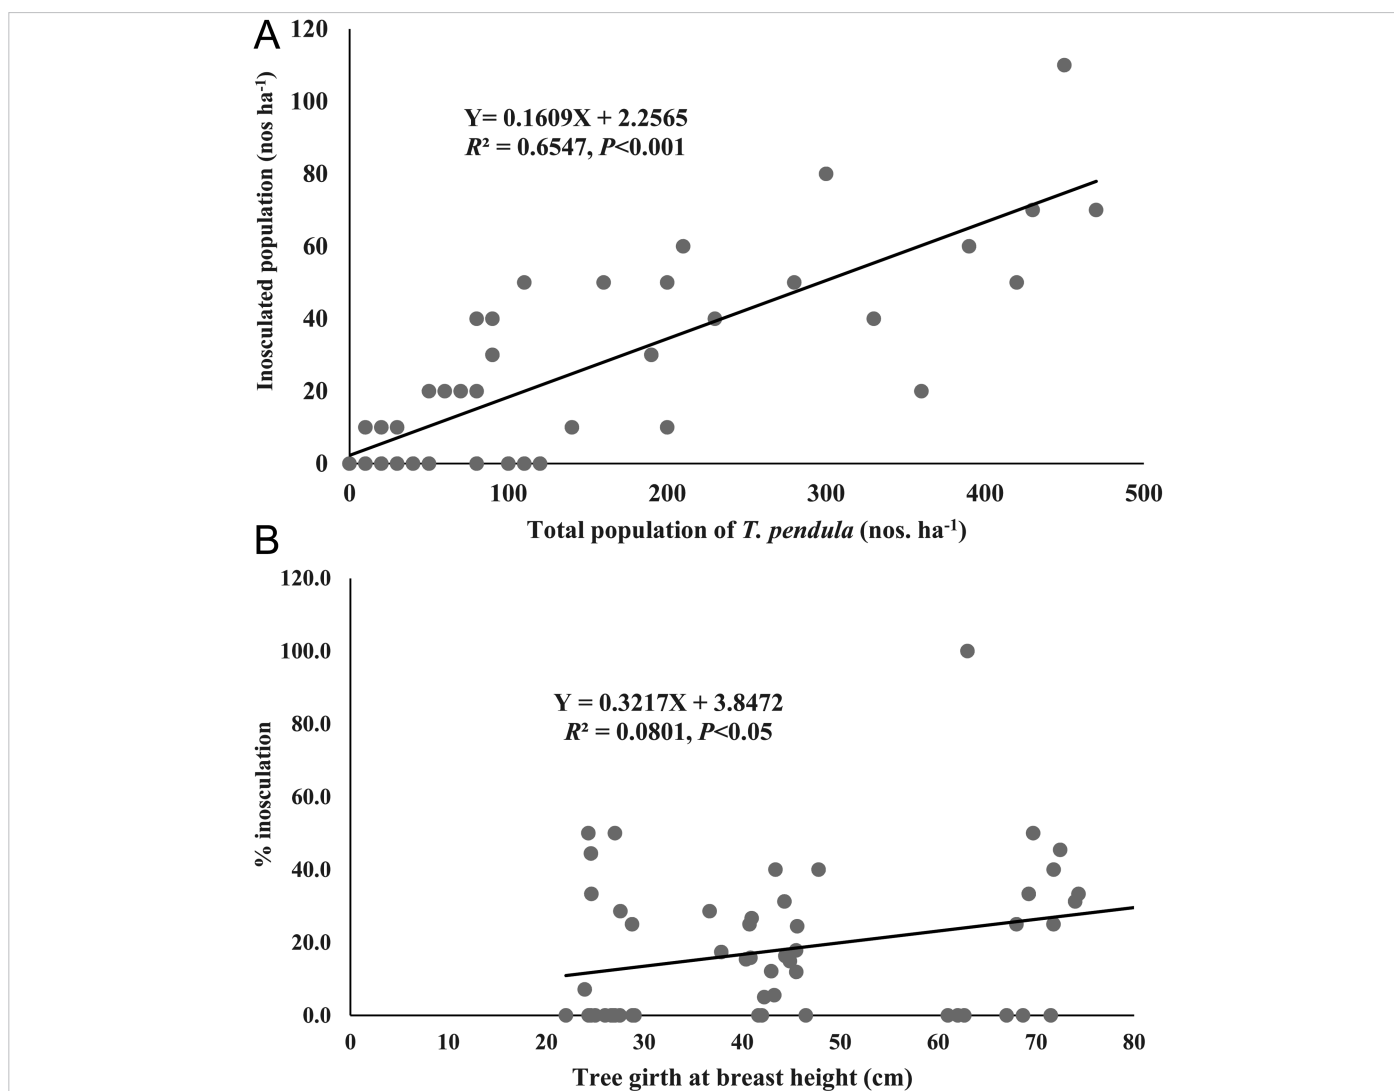 A
120
100
80
60
40
20
0
Inosculated population (nos ha⁻¹)
Y= 0.1609X + 2.2565
R² = 0.6547, P<0.001
0 100 200 300 400 500
Total population of T. pendula (nos. ha⁻¹)
B
120.0
100.0
80.0
60.0
40.0
20.0
0.0
% inosculation
Y = 0.3217X + 3.8472
R² = 0.0801, P<0.05
0 10 20 30 40 50 60 70 80
Tree girth at breast height (cm)